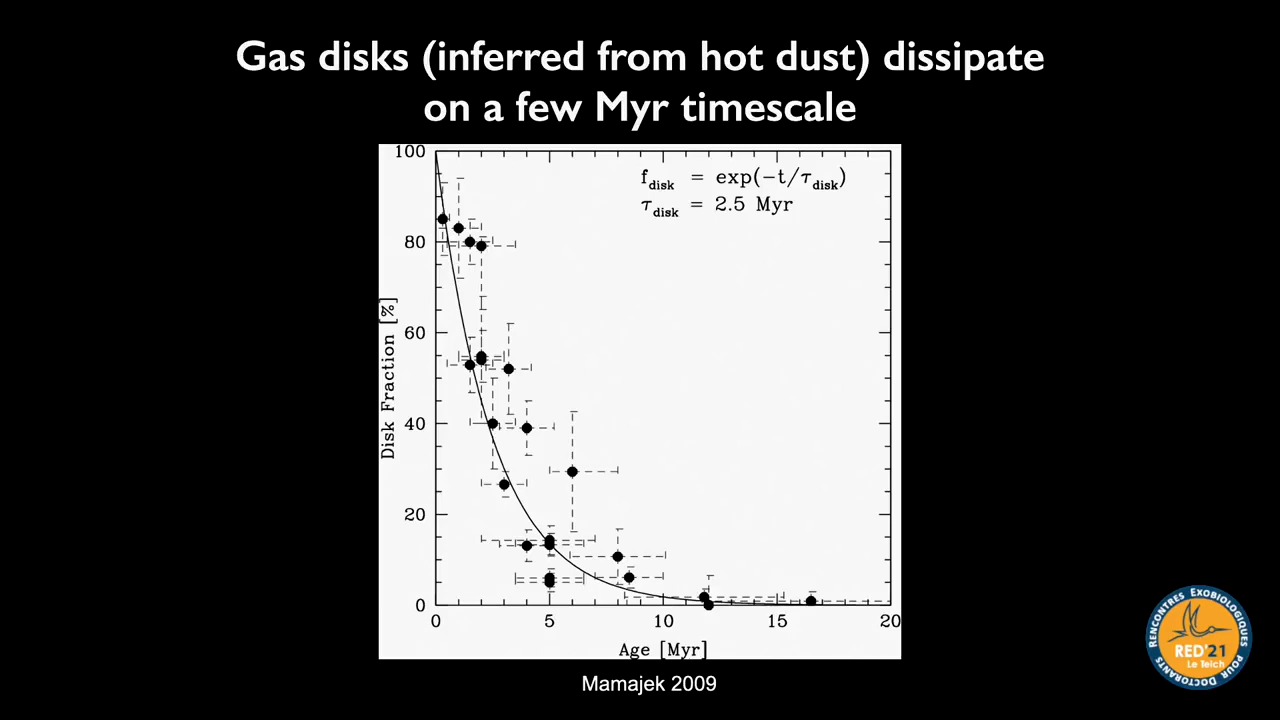 Gas disks (inferred from hot dust) dissipate
on a few Myr timescale
f_disk = exp(−t/τ_disk)
τ_disk = 2.5 Myr
Disk Fraction [%]
100
80
60
40
20
0
0 5 10 15 20
Age [Myr]
Mamajek 2009
RENCONTRES EXOBIOLOGIQUES
POUR DOCTORANTS
RED'21
Le Teich